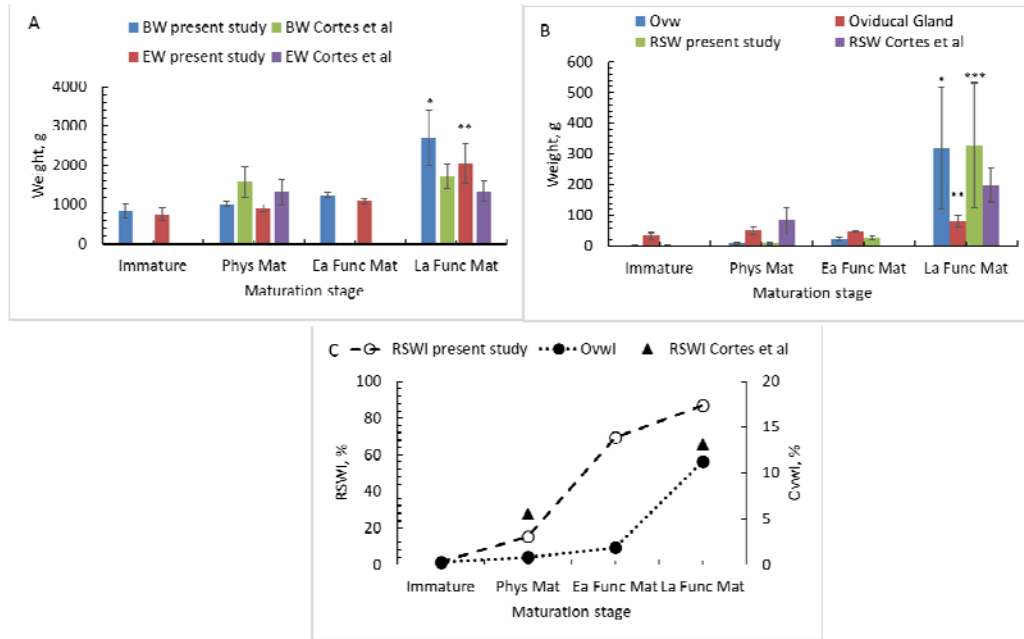 A
BW present study
BW Cortes et al
EW present study
EW Cortes et al
4000
3000
2000
1000
0
Weight, g
*
**
Immature
Phys Mat
Ea Func Mat
La Func Mat
Maturation stage
B
Ovw
Oviducal Gland
RSW present study
RSW Cortes et al
600
500
400
300
200
100
0
Weight, g
*
**
***
Immature
Phys Mat
Ea Func Mat
La Func Mat
Maturation stage
C
RSWI present study
OvwI
RSWI Cortes et al
100
80
60
40
20
0
RSWI, %
20
15
10
5
0
CvwI, %
Immature
Phys Mat
Ea Func Mat
La Func Mat
Maturation stage